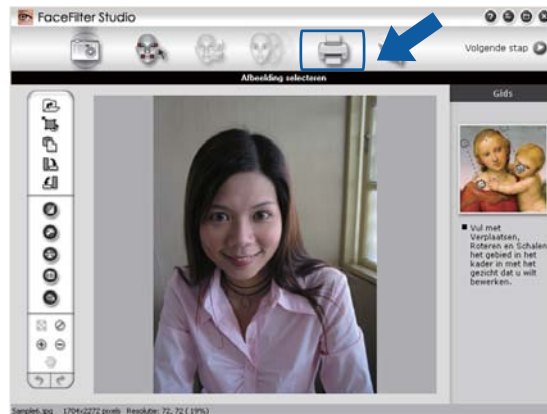 FaceFilter Studio
Volgende stap
Afbeelding selecteren
Gids
Vul met
Verplaatsen,
Roteren en Schalen
het gebied in het
kader in met het
gezicht dat u wilt
bewerken.
Sample6.jpg 1704x2272 pixels Resolutie: 72, 72 ( 19%)